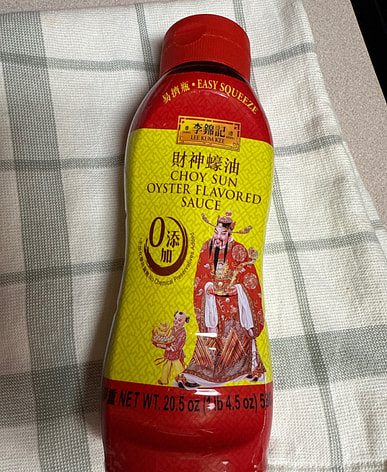 易擠瓶 • EASY SQUEEZE
李錦記
LEE KUM KEE
財神蠔油
CHOY SUN
OYSTER FLAVORED
SAUCE
0添加
NET WT. 20.5 oz (1 lb 4.5 oz)